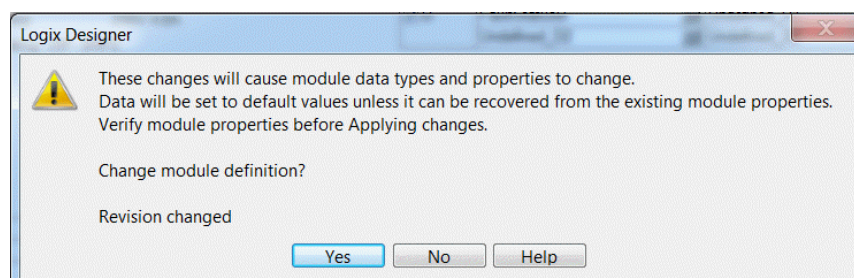 Logix Designer
These changes will cause module data types and properties to change.
Data will be set to default values unless it can be recovered from the existing module properties.
Verify module properties before Applying changes.
Change module definition?
Revision changed
Yes No Help